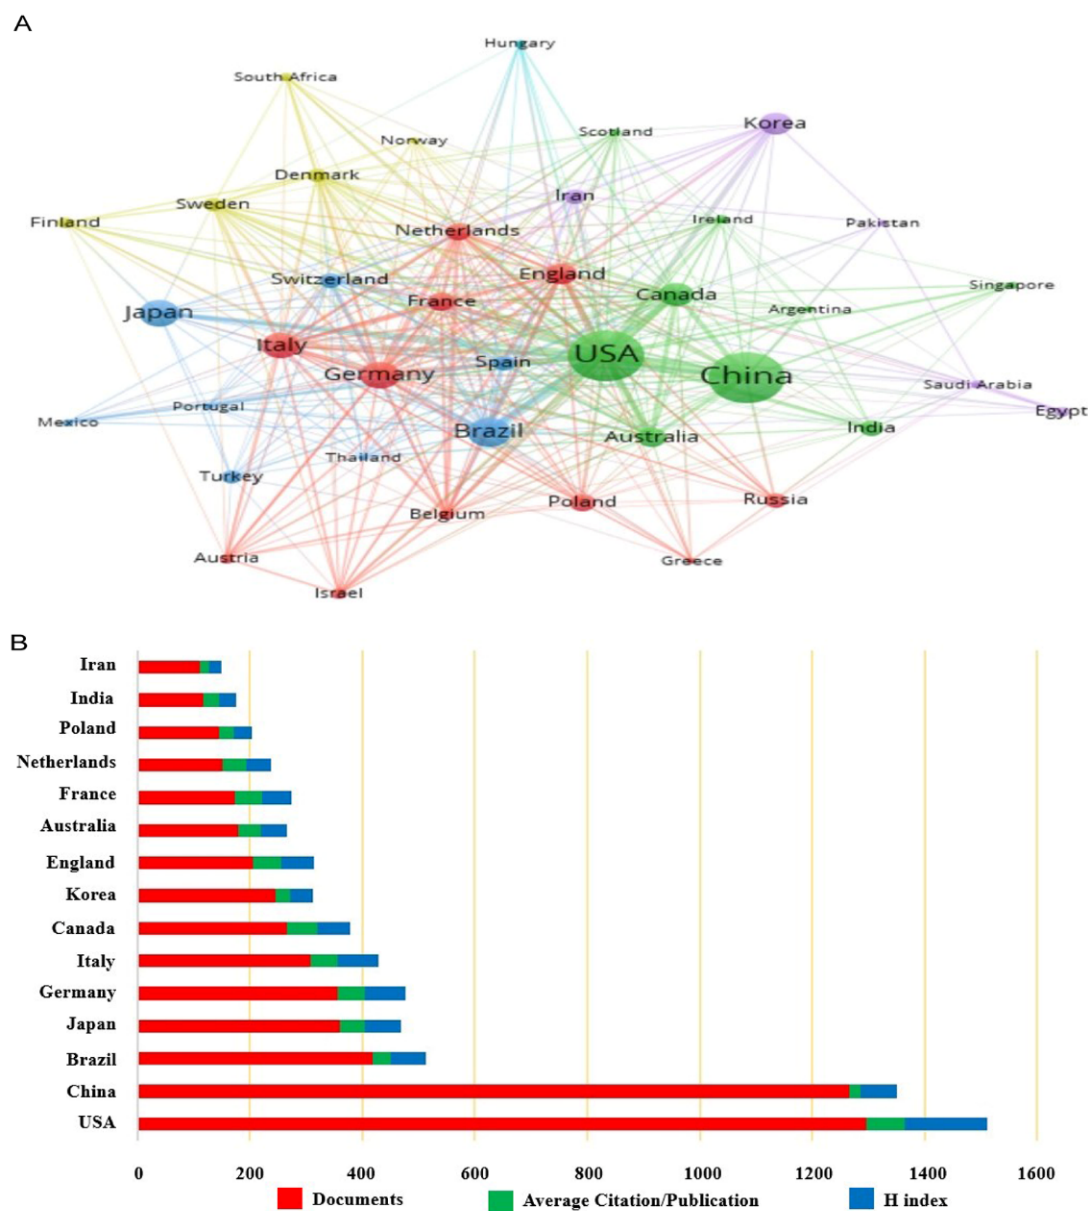 A
Hungary
South Africa
Korea
Scotland
Norway
Denmark
Iran
Sweden
Finland
Netherlands
Ireland
Pakistan
England
Switzerland
Singapore
Canada
France
Argentina
Japan
Italy
USA
Spain
Germany
China
Saudi Arabia
Portugal
Egypt
Mexico
Brazil
India
Australia
Thailand
Turkey
Poland
Russia
Belgium
Austria
Greece
Israel
B
Iran
India
Poland
Netherlands
France
Australia
England
Korea
Canada
Italy
Germany
Japan
Brazil
China
USA
0 200 400 600 800 1000 1200 1400 1600
Documents Average Citation/Publication H index